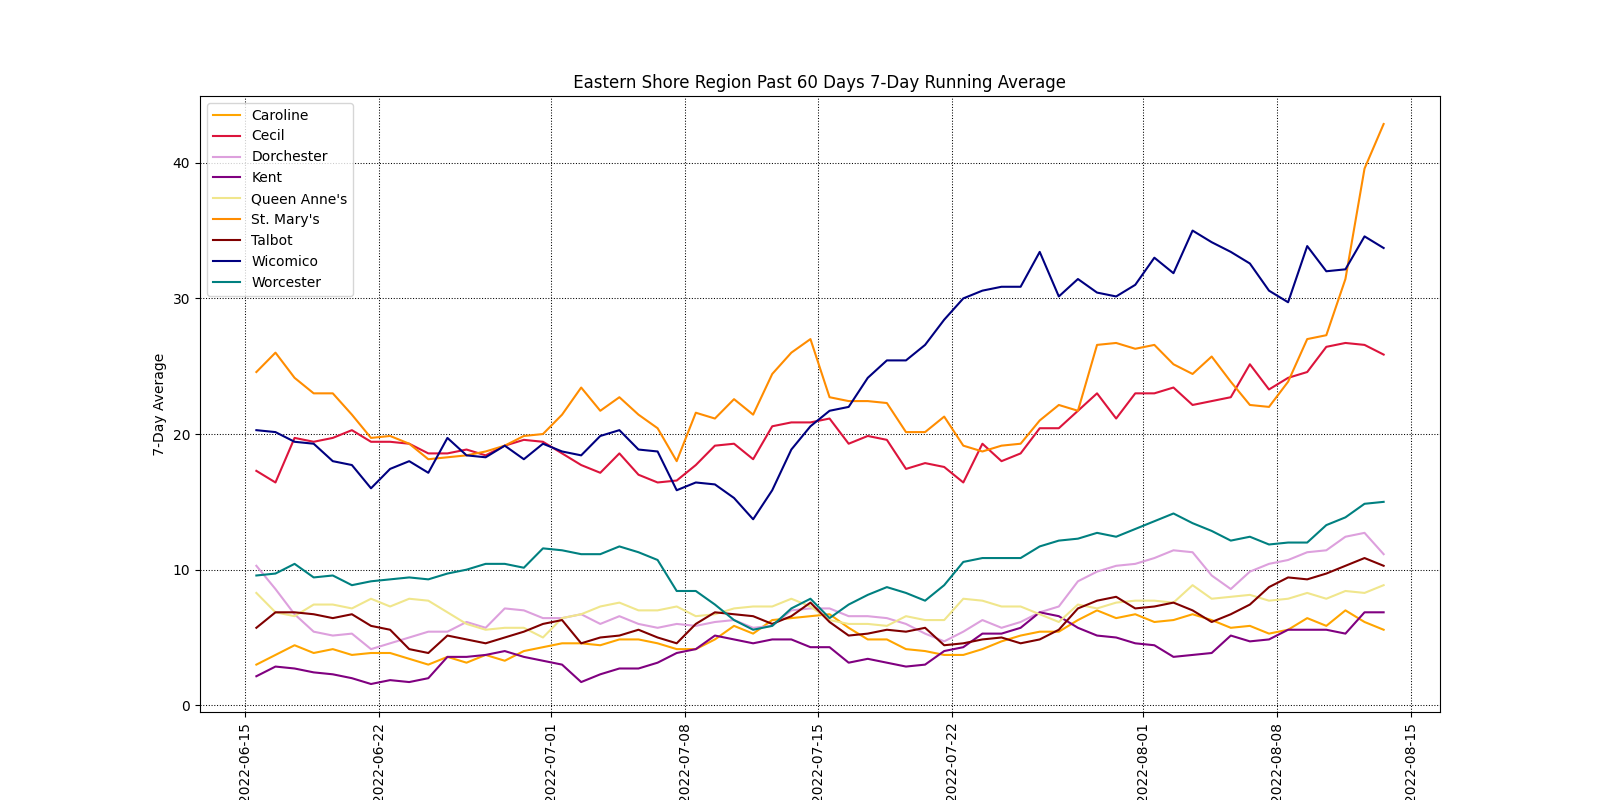 Eastern Shore Region Past 60 Days 7-Day Running Average
Caroline
Cecil
Dorchester
Kent
Queen Anne's
St. Mary's
Talbot
Wicomico
Worcester
7-Day Average
40
30
20
10
0
2022-06-15
2022-06-22
2022-07-01
2022-07-08
2022-07-15
2022-07-22
2022-08-01
2022-08-08
2022-08-15